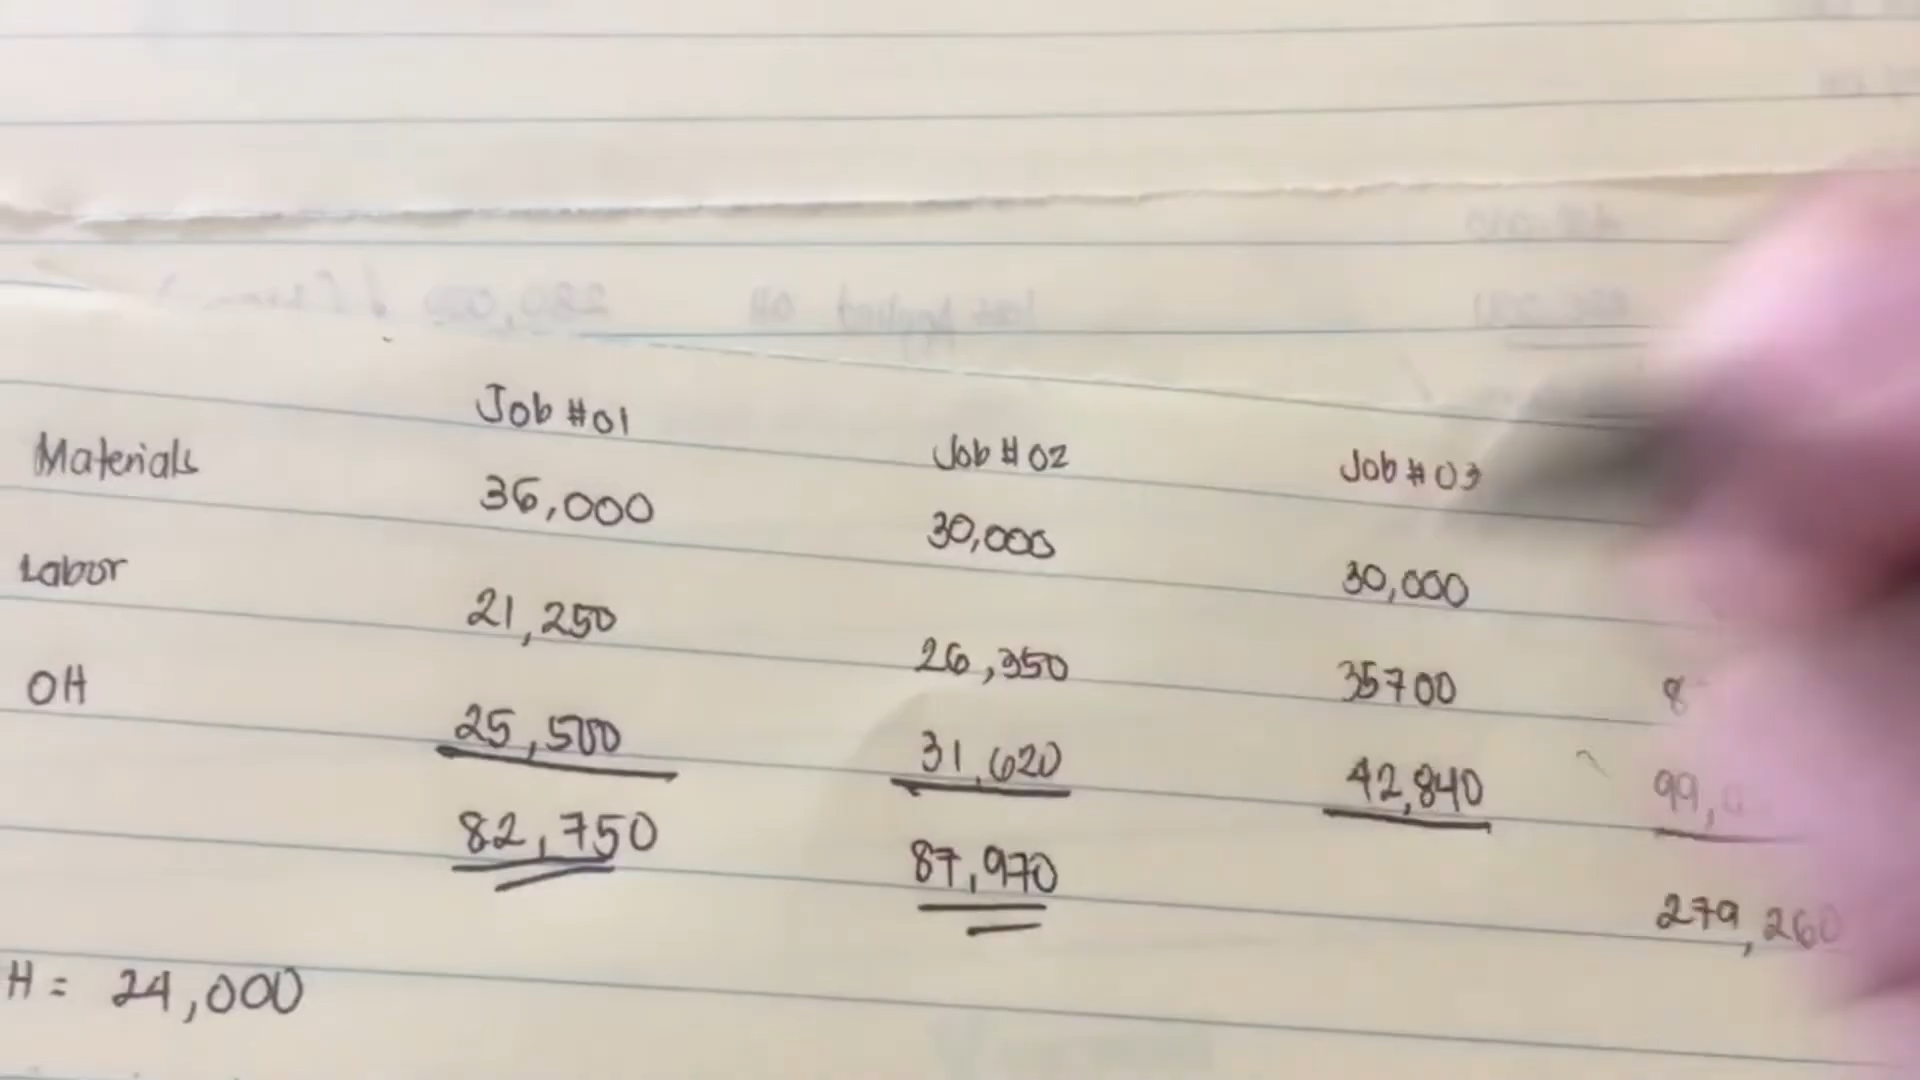 Job #01 Job # 02 Job # 03
Materials 36,000 30,000 30,000
Labor 21,250 26,350 35700
OH 25,500 31,620 42,840
82,750 87,970 279,260
H = 24,000